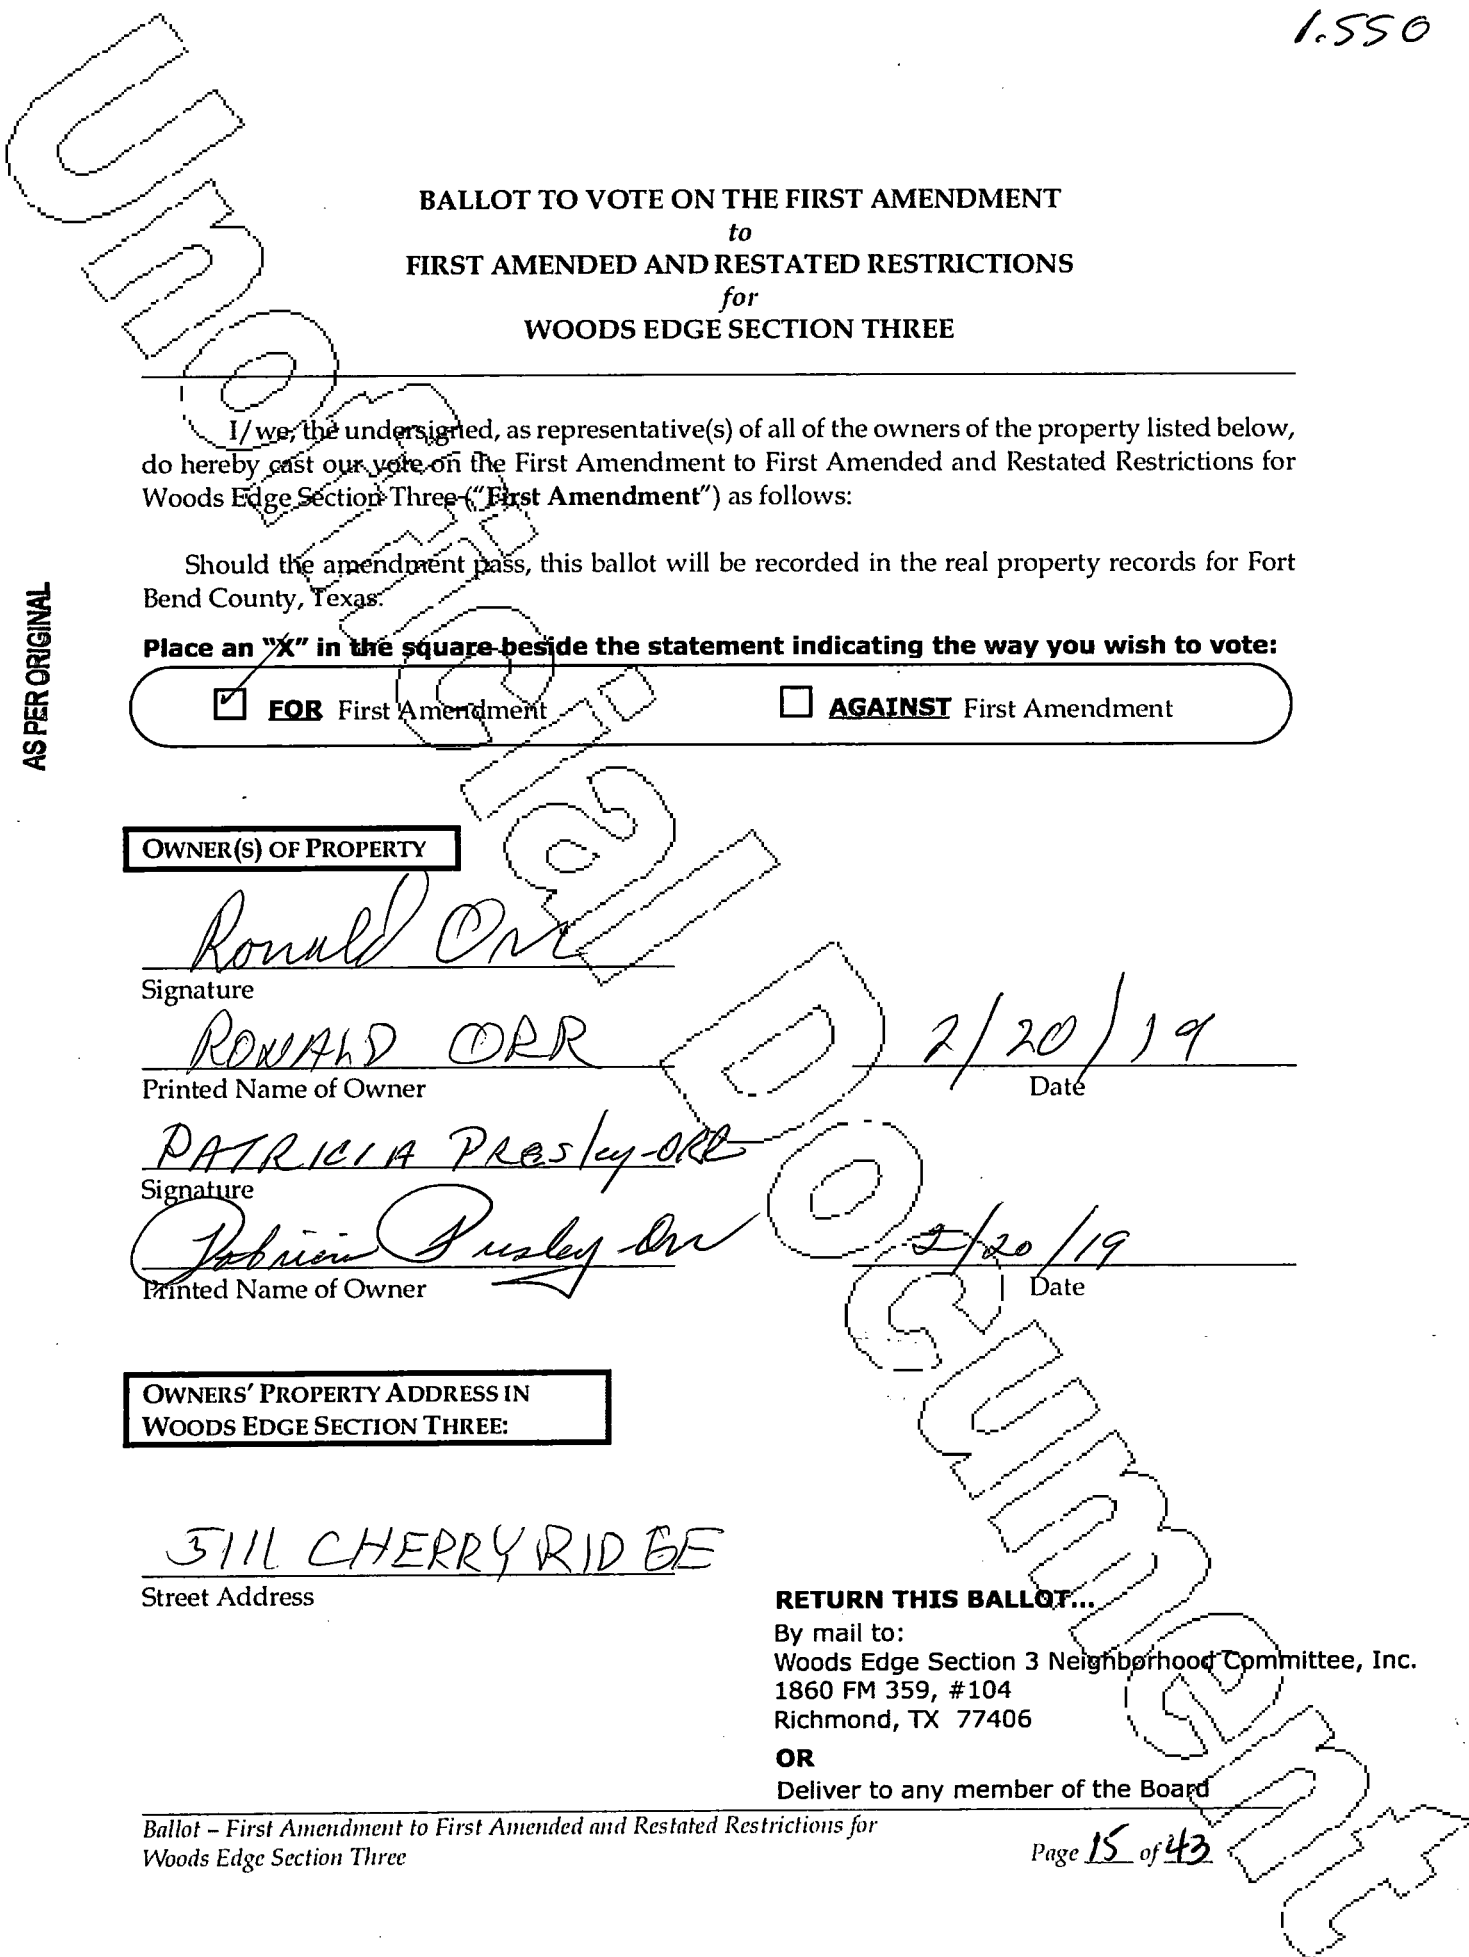 1.550
BALLOT TO VOTE ON THE FIRST AMENDMENT
to
FIRST AMENDED AND RESTATED RESTRICTIONS
for
WOODS EDGE SECTION THREE
I/we, the undersigned, as representative(s) of all of the owners of the property listed below,
do hereby cast our vote on the First Amendment to First Amended and Restated Restrictions for
Woods Edge Section Three ("First Amendment") as follows:
Should the amendment pass, this ballot will be recorded in the real property records for Fort
Bend County, Texas.
AS PER ORIGINAL
Place an "X" in the square beside the statement indicating the way you wish to vote:
FOR First Amendment AGAINST First Amendment
OWNER(S) OF PROPERTY
Ronald Orr
Signature
RONALD ORR 2/20/19
Printed Name of Owner Date
PATRICIA Presley-ORR
Signature
Patricia Presley-Orr 2/20/19
Printed Name of Owner Date
OWNERS' PROPERTY ADDRESS IN
WOODS EDGE SECTION THREE:
5111 CHERRY RIDGE
Street Address
RETURN THIS BALLOT...
By mail to:
Woods Edge Section 3 Neighborhood Committee, Inc.
1860 FM 359, #104
Richmond, TX 77406
OR
Deliver to any member of the Board
Ballot – First Amendment to First Amended and Restated Restrictions for
Woods Edge Section Three
Page 15 of 43
Unofficial Document